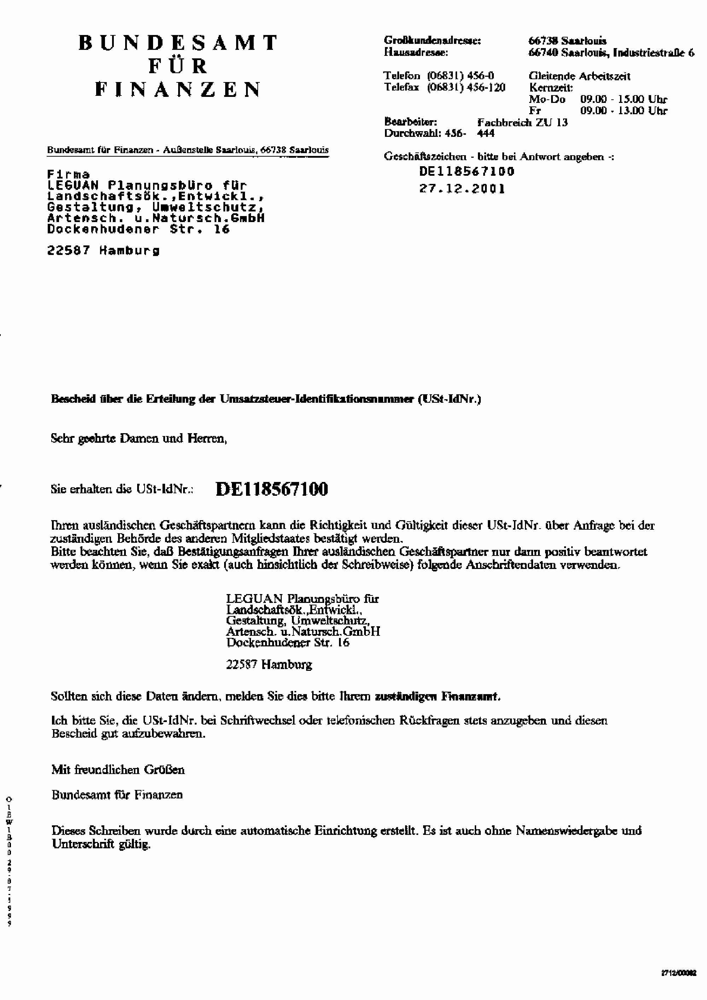 BUNDESAMT
FÜR
FINANZEN
Großkundenadresse: 66738 Saarlouis
Hausadresse: 66740 Saarlouis, Industriestraße 6
Telefon (06831) 456-0 Gleitende Arbeitszeit
Telefax (06831) 456-120 Kernzeit:
Mo-Do 09.00 - 15.00 Uhr
Fr 09.00 - 13.00 Uhr
Bearbeiter: Fachbreich ZU 13
Durchwahl: 456- 444
Bundesamt für Finanzen - Außenstelle Saarlouis, 66738 Saarlouis
Geschäftszeichen - bitte bei Antwort angeben -:
DE118567100
27.12.2001
Firma
LEGUAN Planungsbüro für
Landschaftsök.,Entwickl.,
Gestaltung, Umweltschutz,
Artensch. u.Natursch.GmbH
Dockenhudener Str. 16
22587 Hamburg
Bescheid über die Erteilung der Umsatzsteuer-Identifikationsnummer (USt-IdNr.)
Sehr geehrte Damen und Herren,
Sie erhalten die USt-IdNr.: DE118567100
Ihren ausländischen Geschäftspartnern kann die Richtigkeit und Gültigkeit dieser USt-IdNr. über Anfrage bei der
zuständigen Behörde des anderen Mitgliedstaates bestätigt werden.
Bitte beachten Sie, daß Bestätigungsanfragen Ihrer ausländischen Geschäftspartner nur dann positiv beantwortet
werden können, wenn Sie exakt (auch hinsichtlich der Schreibweise) folgende Anschriftendaten verwenden.
LEGUAN Planungsbüro für
Landschaftsök.,Entwickl.,
Gestaltung, Umweltschutz,
Artensch. u.Natursch.GmbH
Dockenhudener Str. 16
22587 Hamburg
Sollten sich diese Daten ändern, melden Sie dies bitte Ihrem zuständigen Finanzamt.
Ich bitte Sie, die USt-IdNr. bei Schriftwechsel oder telefonischen Rückfragen stets anzugeben und diesen
Bescheid gut aufzubewahren.
Mit freundlichen Grüßen
Bundesamt für Finanzen
Dieses Schreiben wurde durch eine automatische Einrichtung erstellt. Es ist auch ohne Namenswiedergabe und
Unterschrift gültig.